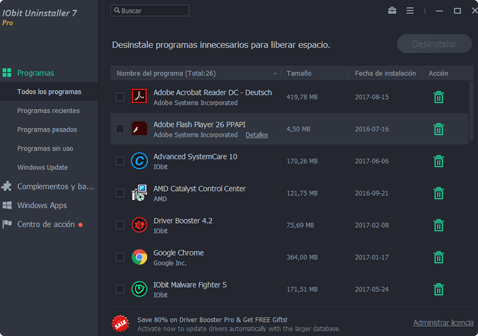 IObit Uninstaller 7
Pro
Buscar
Desinstale programas innecesarios para liberar espacio.
Desinstalar
Programas
Todos los programas
Programas recientes
Programas pesados
Programas sin uso
Windows Update
Complementos y ba...
Windows Apps
Centro de acción
Nombre del programa (Total:26) Tamaño Fecha de instalación Acción
Adobe Acrobat Reader DC - Deutsch
Adobe Systems Incorporated
419,78 MB 2017-08-15
Adobe Flash Player 26 PPAPI
Adobe Systems Incorporated Detalles
4,50 MB 2016-07-16
Advanced SystemCare 10
IObit
170,26 MB 2017-06-06
AMD Catalyst Control Center
AMD
121,75 MB 2016-09-21
Driver Booster 4.2
IObit
75,69 MB 2017-02-08
Google Chrome
Google Inc.
364,00 MB 2017-01-17
IObit Malware Fighter 5
IObit
171,51 MB 2017-05-24
SALE
Save 80% on Driver Booster Pro & Get FREE Gifts!
Activate now to update drivers automatically with the larger database.
Administrar licencia